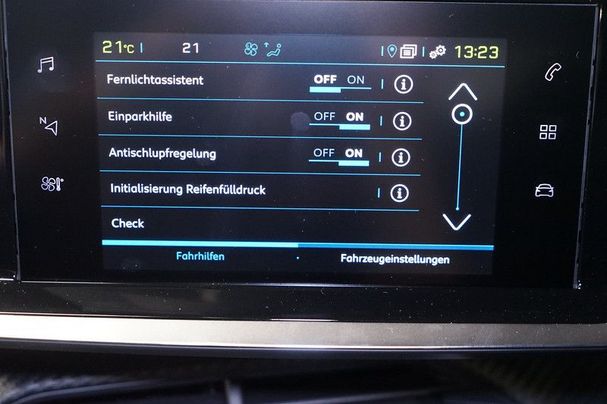 21°C 21 13:23
Fernlichtassistent OFF ON i
Einparkhilfe OFF ON i
Antischlupfregelung OFF ON i
Initialisierung Reifenfülldruck i
Check
Fahrhilfen Fahrzeugeinstellungen
N